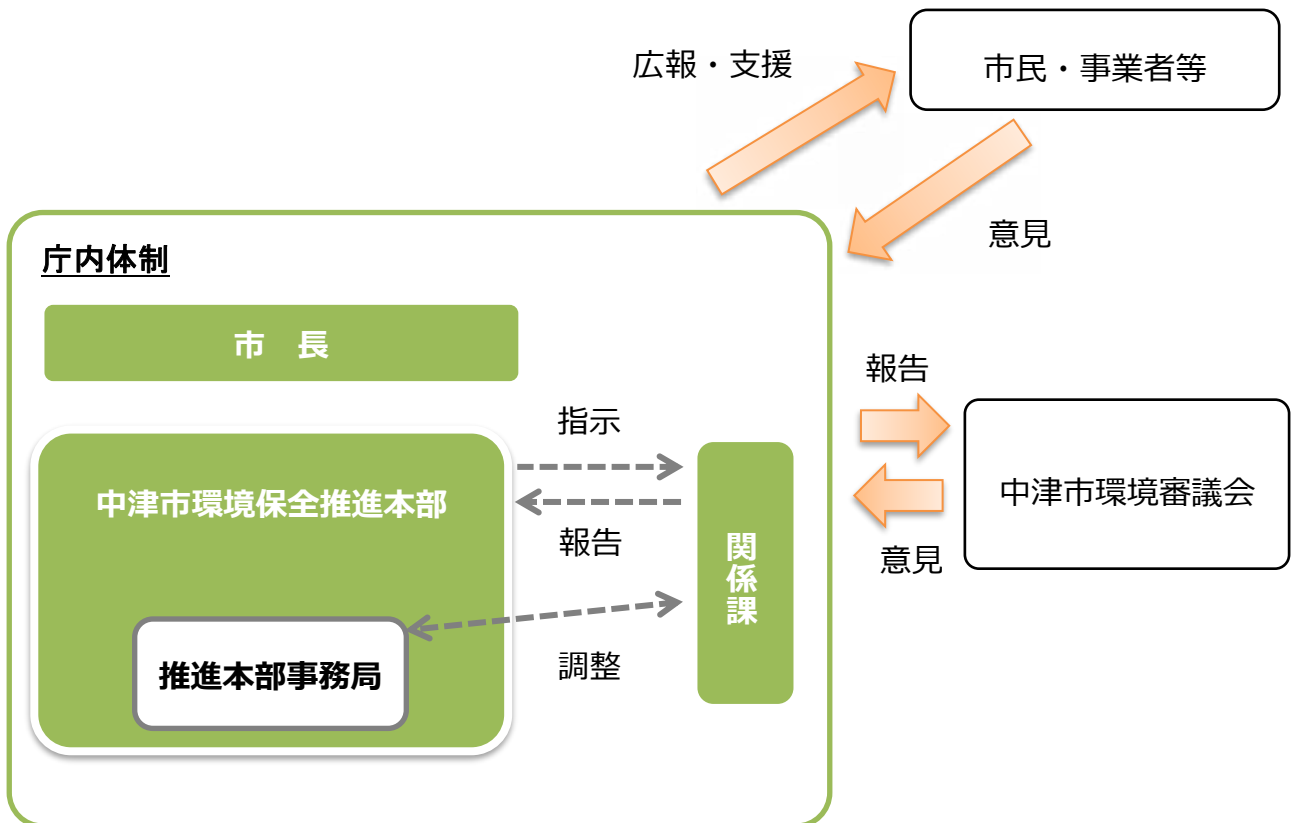 広報・支援
市民・事業者等
意見
庁内体制
市　長
報告
指示
中津市環境保全推進本部
報告
関係課
中津市環境審議会
意見
推進本部事務局
調整